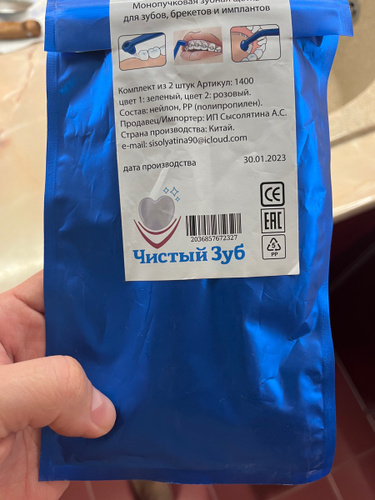 Монопучковая зубная щетка
для зубов, брекетов и имплантов
Комплект из 2 штук Артикул: 1400
цвет 1: зеленый, цвет 2: розовый.
Состав: нейлон, PP (полипропилен).
Продавец/Импортер: ИП Сысолятина А.С.
Страна производства: Китай.
e-mail: sisolyatina90@icloud.com
дата производства 30.01.2023
CE
EAC
5
PP
2036857672327
Чистый Зуб